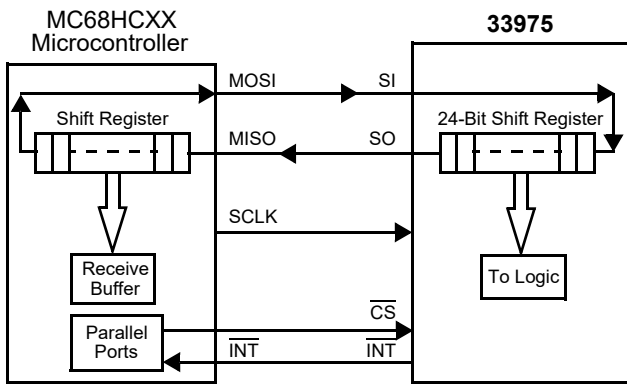 MC68HCXX
Microcontroller
33975
MOSI
SI
Shift Register
24-Bit Shift Register
MISO
SO
SCLK
Receive
Buffer
To Logic
CS
Parallel
Ports
INT
INT